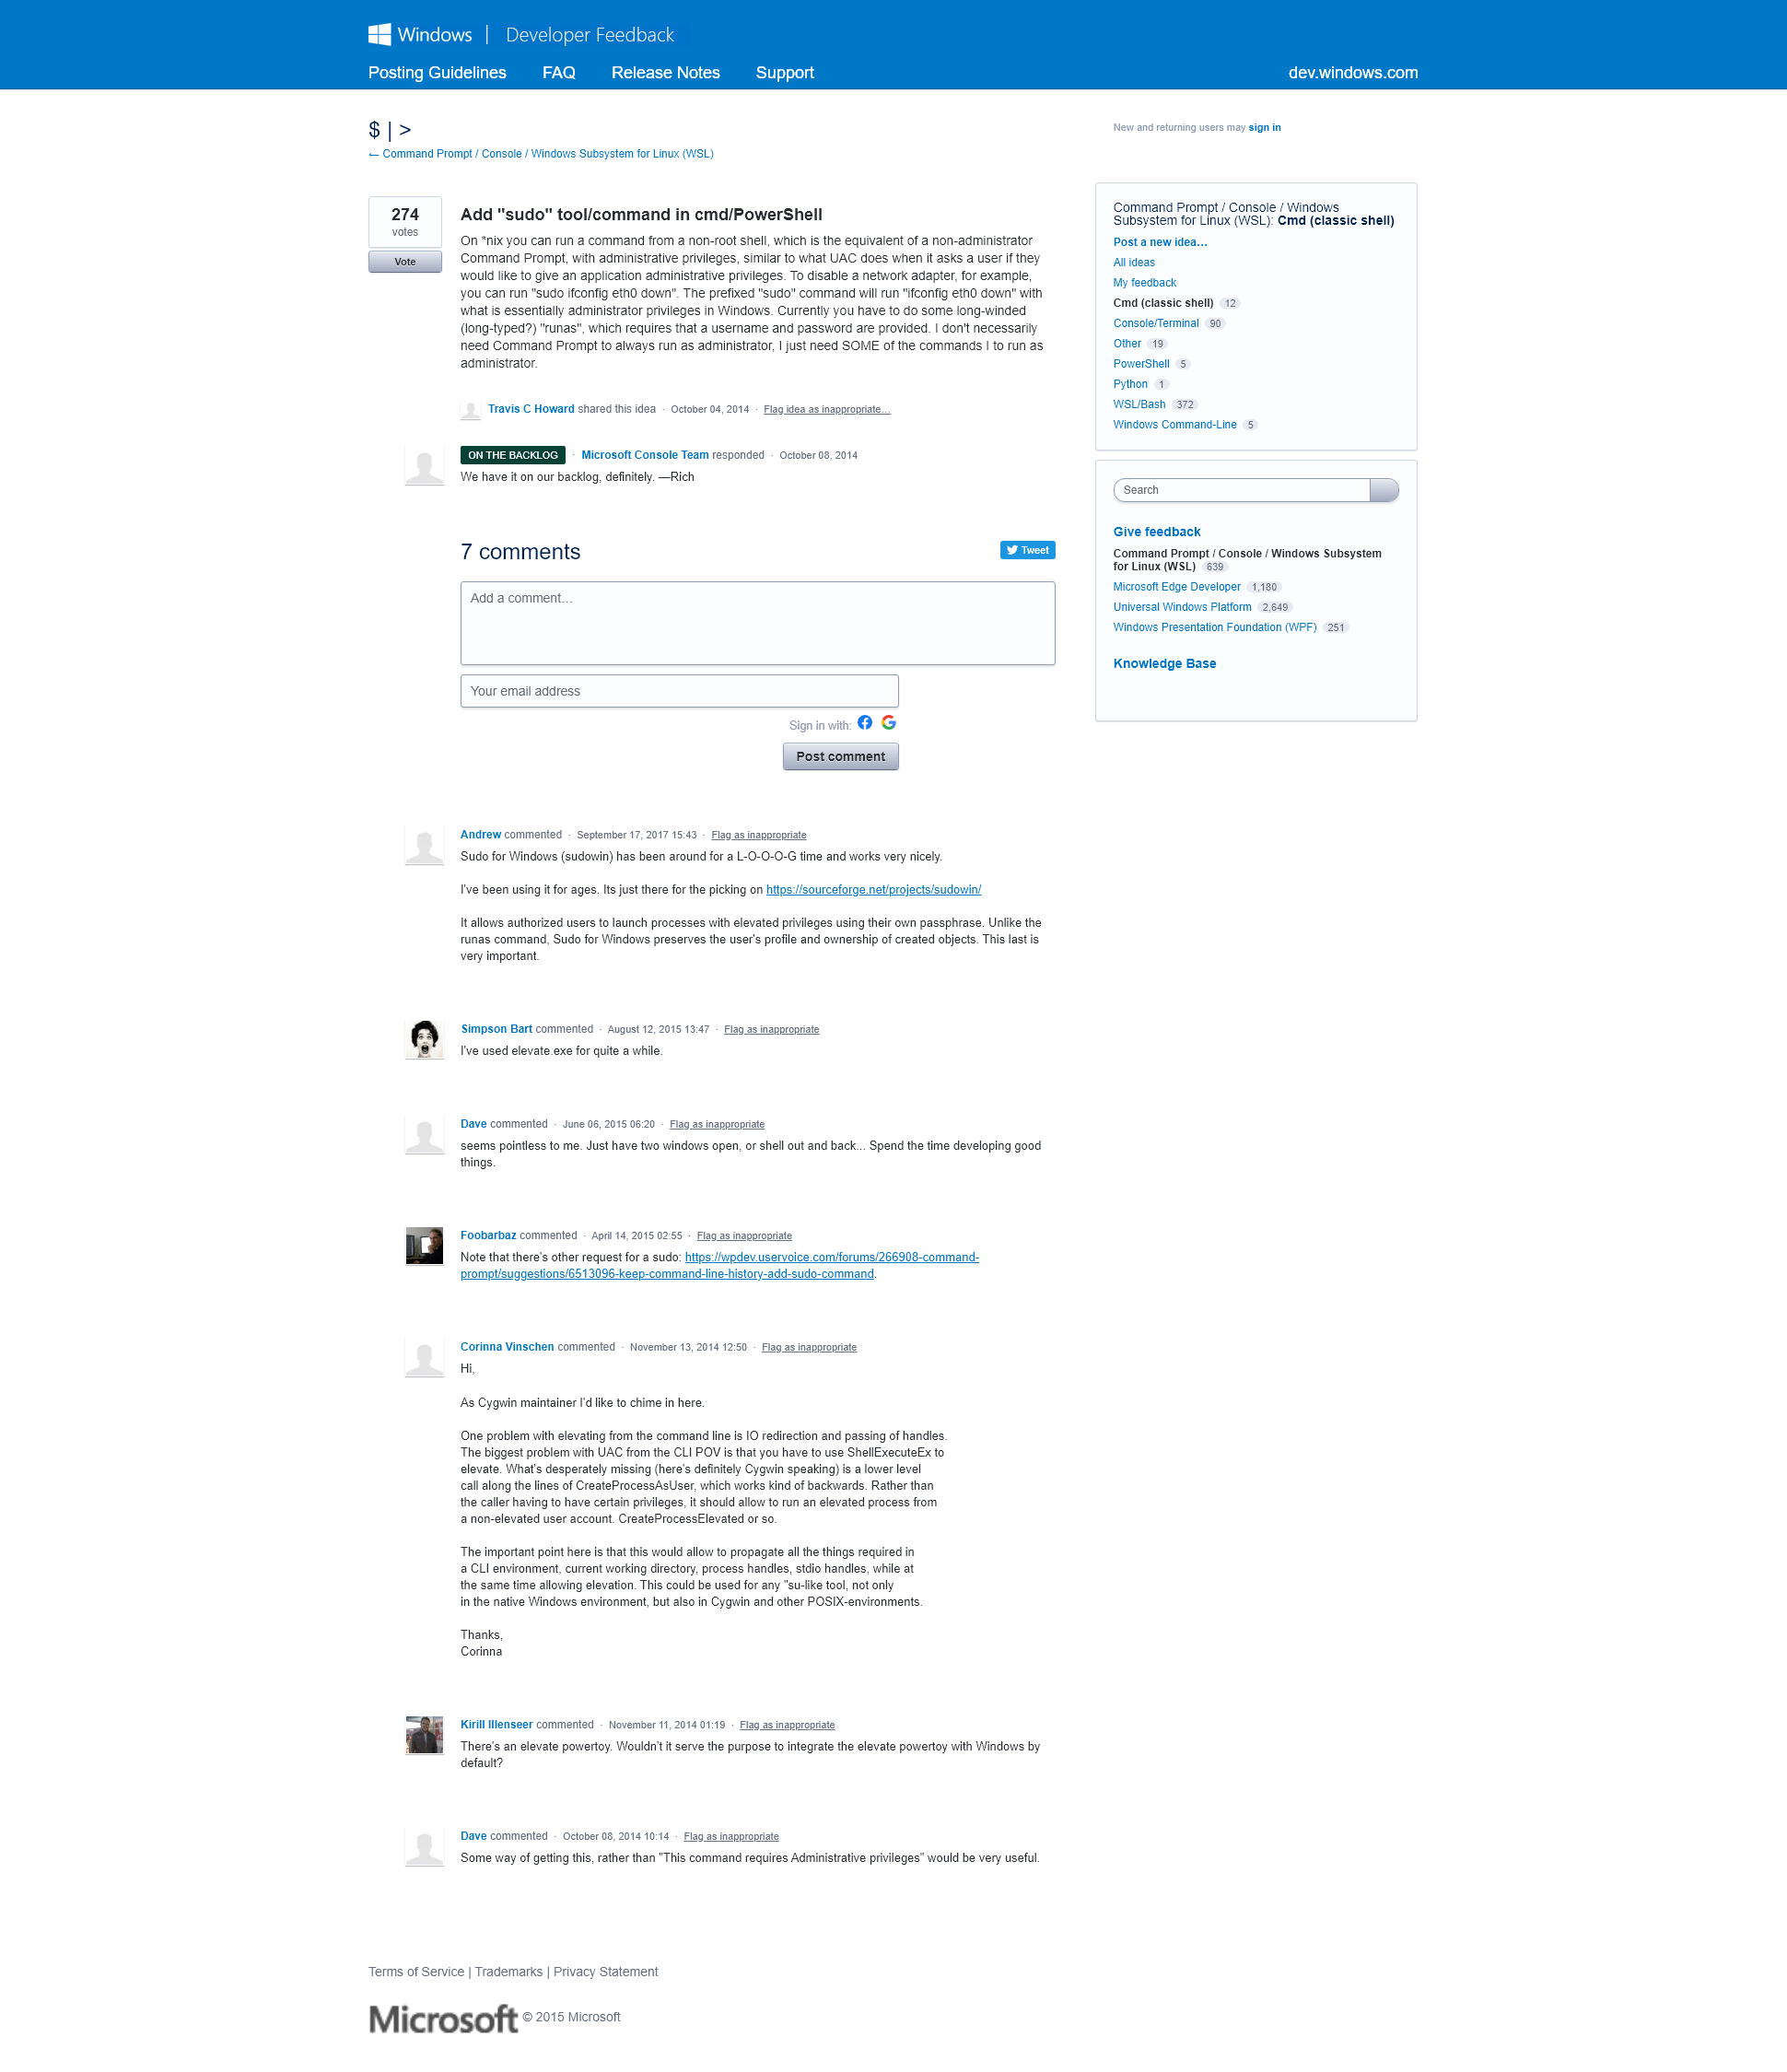 Windows | Developer Feedback
Posting Guidelines FAQ Release Notes Support dev.windows.com
$ | >
← Command Prompt / Console / Windows Subsystem for Linux (WSL)
New and returning users may sign in
274
votes
Vote
Add "sudo" tool/command in cmd/PowerShell
On *nix you can run a command from a non-root shell, which is the equivalent of a non-administrator
Command Prompt, with administrative privileges, similar to what UAC does when it asks a user if they
would like to give an application administrative privileges. To disable a network adapter, for example,
you can run "sudo ifconfig eth0 down". The prefixed "sudo" command will run "ifconfig eth0 down" with
what is essentially administrator privileges in Windows. Currently you have to do some long-winded
(long-typed?) "runas", which requires that a username and password are provided. I don't necessarily
need Command Prompt to always run as administrator, I just need SOME of the commands I to run as
administrator.
Travis C Howard shared this idea · October 04, 2014 · Flag idea as inappropriate…
ON THE BACKLOG · Microsoft Console Team responded · October 08, 2014
We have it on our backlog, definitely. —Rich
7 comments
Tweet
Add a comment…
Your email address
Sign in with:
Post comment
Andrew commented · September 17, 2017 15:43 · Flag as inappropriate
Sudo for Windows (sudowin) has been around for a L-O-O-O-G time and works very nicely.
I've been using it for ages. Its just there for the picking on https://sourceforge.net/projects/sudowin/
It allows authorized users to launch processes with elevated privileges using their own passphrase. Unlike the
runas command, Sudo for Windows preserves the user's profile and ownership of created objects. This last is
very important.
Simpson Bart commented · August 12, 2015 13:47 · Flag as inappropriate
I've used elevate.exe for quite a while.
Dave commented · June 06, 2015 06:20 · Flag as inappropriate
seems pointless to me. Just have two windows open, or shell out and back... Spend the time developing good
things.
Foobarbaz commented · April 14, 2015 02:55 · Flag as inappropriate
Note that there's other request for a sudo: https://wpdev.uservoice.com/forums/266908-command-
prompt/suggestions/6513096-keep-command-line-history-add-sudo-command.
Corinna Vinschen commented · November 13, 2014 12:50 · Flag as inappropriate
Hi,
As Cygwin maintainer I'd like to chime in here.
One problem with elevating from the command line is IO redirection and passing of handles.
The biggest problem with UAC from the CLI POV is that you have to use ShellExecuteEx to
elevate. What's desperately missing (here's definitely Cygwin speaking) is a lower level
call along the lines of CreateProcessAsUser, which works kind of backwards. Rather than
the caller having to have certain privileges, it should allow to run an elevated process from
a non-elevated user account. CreateProcessElevated or so.
The important point here is that this would allow to propagate all the things required in
a CLI environment, current working directory, process handles, stdio handles, while at
the same time allowing elevation. This could be used for any "su-like tool, not only
in the native Windows environment, but also in Cygwin and other POSIX-environments.
Thanks,
Corinna
Kirill Illenseer commented · November 11, 2014 01:19 · Flag as inappropriate
There's an elevate powertoy. Wouldn't it serve the purpose to integrate the elevate powertoy with Windows by
default?
Dave commented · October 08, 2014 10:14 · Flag as inappropriate
Some way of getting this, rather than "This command requires Administrative privileges" would be very useful.
Command Prompt / Console / Windows
Subsystem for Linux (WSL): Cmd (classic shell)
Post a new idea…
All ideas
My feedback
Cmd (classic shell) 12
Console/Terminal 90
Other 19
PowerShell 5
Python 1
WSL/Bash 372
Windows Command-Line 5
Search
Give feedback
Command Prompt / Console / Windows Subsystem
for Linux (WSL) 639
Microsoft Edge Developer 1,180
Universal Windows Platform 2,649
Windows Presentation Foundation (WPF) 251
Knowledge Base
Terms of Service | Trademarks | Privacy Statement
Microsoft © 2015 Microsoft